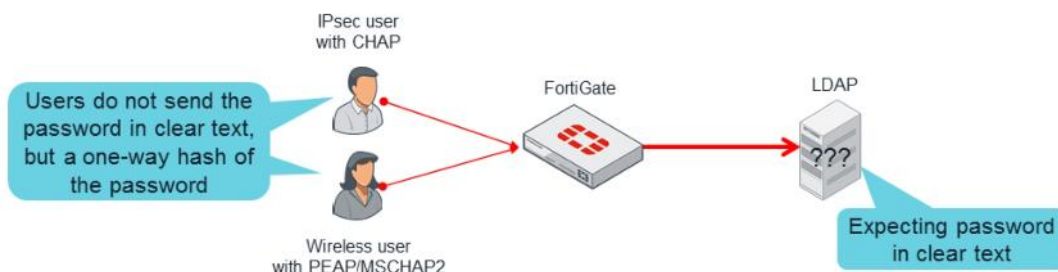 IPsec user
with CHAP
Users do not send the
password in clear text,
but a one-way hash of
the password
FortiGate
LDAP
???
Wireless user
with PEAP/MSCHAP2
Expecting password
in clear text